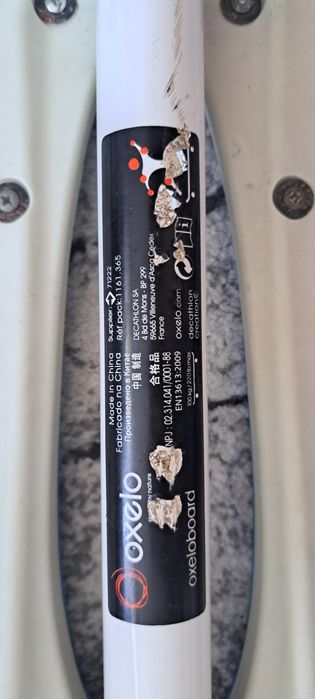 oxelo
oxeloboard
Made in China
Fabricado na China
Произведено в Китае
中国 制造
合格品
NPJ : 02.314.041/0001-88
EN13613:2009
100 kg / 220 lb max
Supplier 71222
Réf pack:1161.365
DECATHLON SA
4 Bd de Mons - BP 299
59665 Villeneuve d'Ascq Cedex
France
oxelo.com
decathlon
creation©